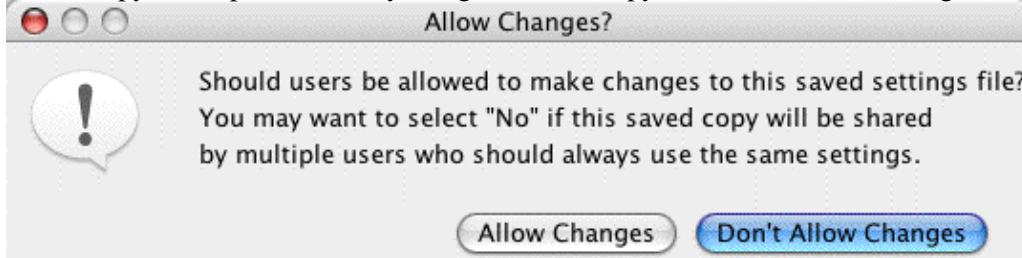 Allow Changes?
Should users be allowed to make changes to this saved settings file?
You may want to select "No" if this saved copy will be shared
by multiple users who should always use the same settings.
Allow Changes Don't Allow Changes